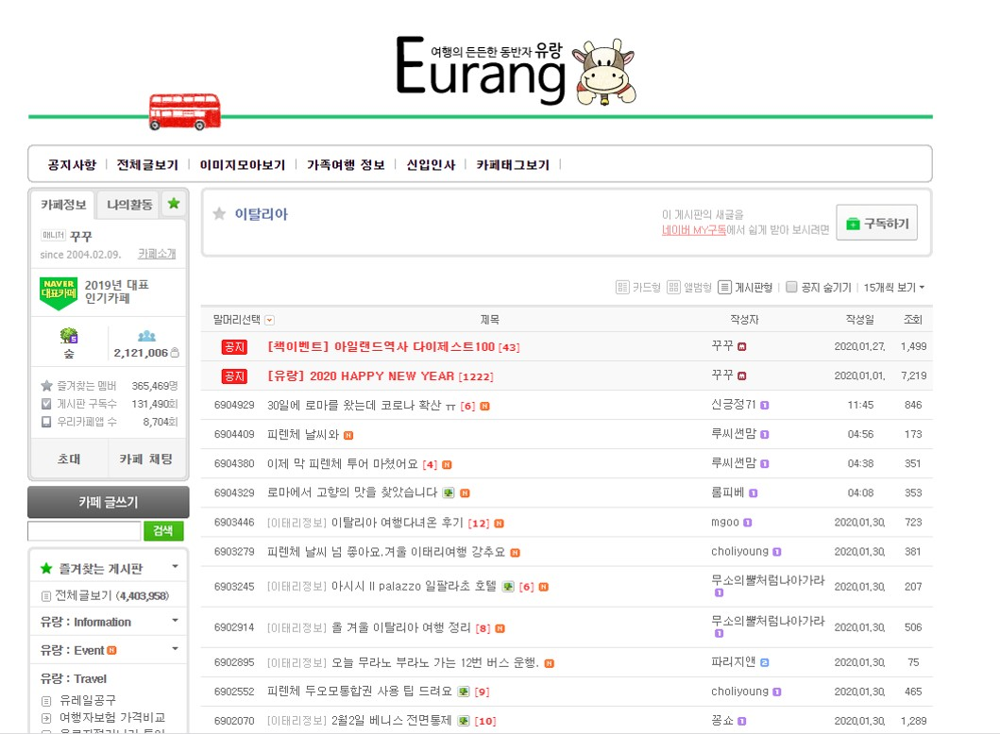 여행의 든든한 동반자 유랑
Eurang
공지사항 전체글보기 이미지모아보기 가족여행 정보 신입인사 카페태그보기
카페정보 나의활동
매니저 꾸꾸
since 2004.02.09. 카페소개
NAVER 대표카페 2019년 대표 인기카페
숲 2,121,006
즐겨찾는 멤버 365,469명
게시판 구독수 131,490회
우리카페앱 수 8,704회
초대 카페 채팅
카페 글쓰기
검색
즐겨찾는 게시판
전체글보기 (4,403,958)
유랑 : Information
유랑 : Event N
유랑 : Travel
유레일공구
여행자보험 가격비교
이탈리아
이 게시판의 새글을
네이버 MY구독에서 쉽게 받아 보시려면
구독하기
카드형 앨범형 게시판형 공지 숨기기 15개씩 보기
말머리선택 제목 작성자 작성일 조회
공지 [책이벤트] 아일랜드역사 다이제스트100 [43] 꾸꾸 2020.01.27. 1,499
공지 [유랑] 2020 HAPPY NEW YEAR [1222] 꾸꾸 2020.01.01. 7,219
6904929 30일에 로마를 왔는데 코로나 확산 ㅠ [6] N 신긍정71 1 11:45 846
6904409 피렌체 날씨와 N 루씨쎤맘 1 04:56 173
6904380 이제 막 피렌체 투어 마쳤어요 [4] N 루씨쎤맘 1 04:38 351
6904329 로마에서 고향의 맛을 찾았습니다 N 롬피베 1 04:08 353
6903446 [이태리정보] 이탈리아 여행다녀온 후기 [12] N mgoo 1 2020.01.30. 723
6903279 피렌체 날씨 넘 좋아요.겨울 이태리여행 강추요 N choliyoung 1 2020.01.30. 381
6903245 [이태리정보] 아시시 Il palazzo 일팔라초 호텔 [6] N 무소의뿔처럼나아가라 1 2020.01.30. 207
6902914 [이태리정보] 올 겨울 이탈리아 여행 정리 [8] N 무소의뿔처럼나아가라 1 2020.01.30. 506
6902895 [이태리정보] 오늘 무라노 부라노 가는 12번 버스 운행. N 파리지앤 2 2020.01.30. 75
6902552 피렌체 두오모통합권 사용 팁 드려요 [9] choliyoung 1 2020.01.30. 465
6902070 [이태리정보] 2월2일 베니스 전면통제 [10] 꽁쇼 1 2020.01.30. 1,289